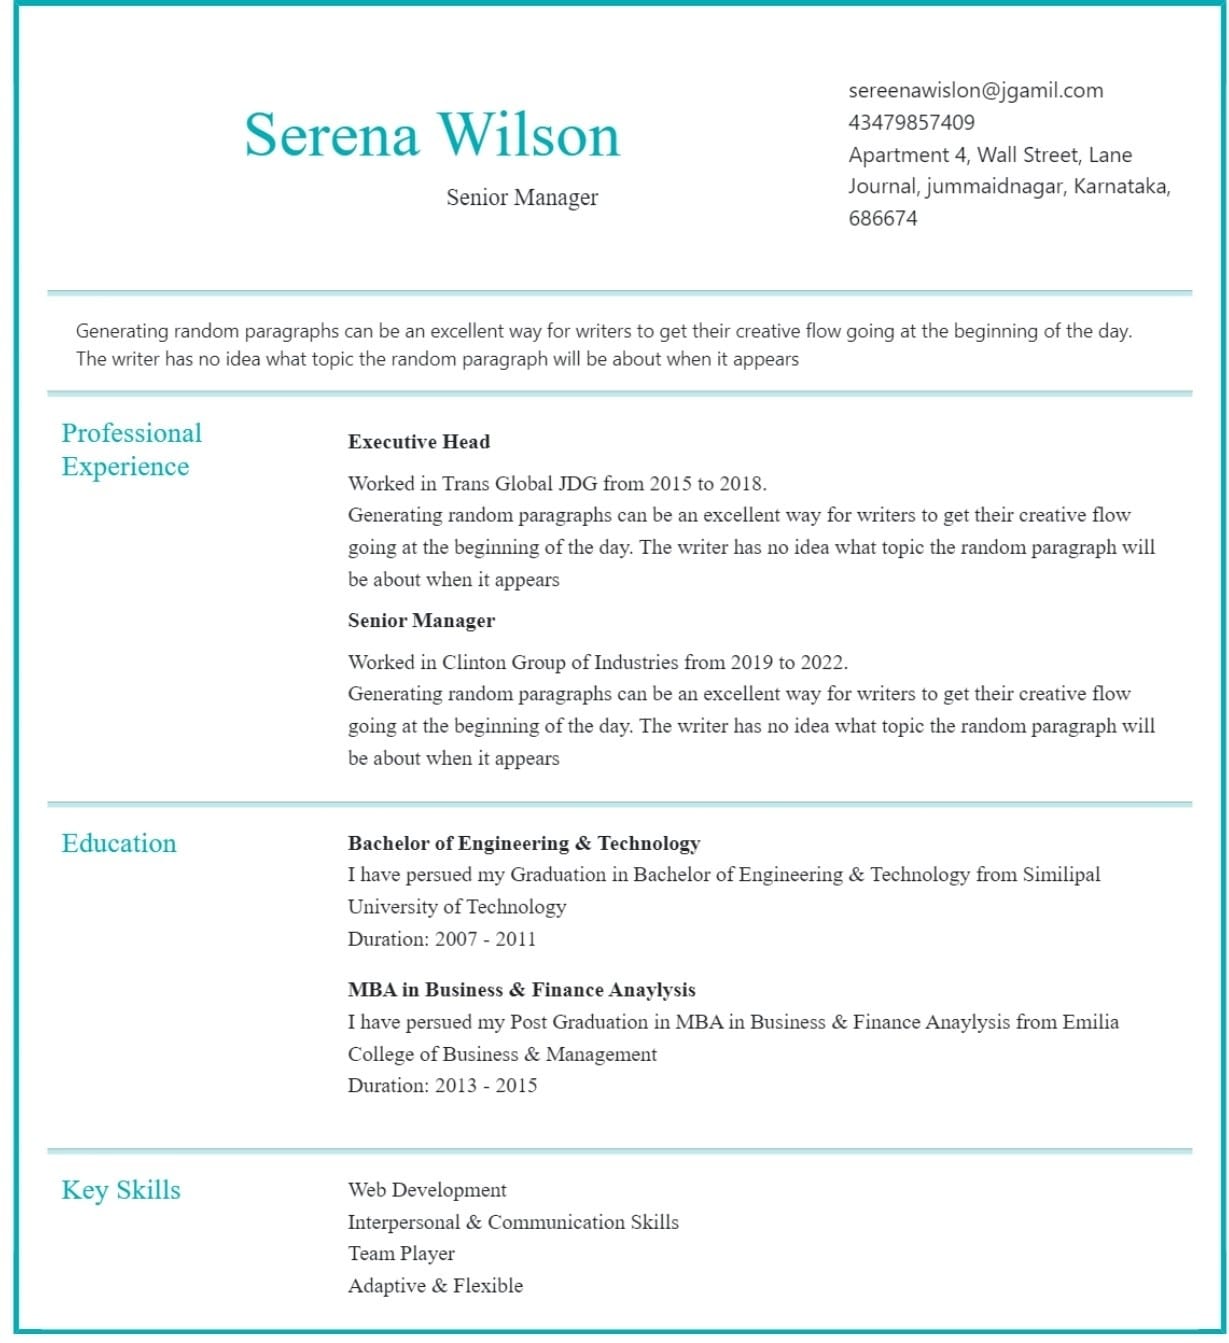 Serena Wilson
Senior Manager
sereenawislon@jgamil.com
43479857409
Apartment 4, Wall Street, Lane
Journal, jummaidnagar, Karnataka,
686674
Generating random paragraphs can be an excellent way for writers to get their creative flow going at the beginning of the day.
The writer has no idea what topic the random paragraph will be about when it appears
Professional
Experience
Executive Head
Worked in Trans Global JDG from 2015 to 2018.
Generating random paragraphs can be an excellent way for writers to get their creative flow
going at the beginning of the day. The writer has no idea what topic the random paragraph will
be about when it appears
Senior Manager
Worked in Clinton Group of Industries from 2019 to 2022.
Generating random paragraphs can be an excellent way for writers to get their creative flow
going at the beginning of the day. The writer has no idea what topic the random paragraph will
be about when it appears
Education
Bachelor of Engineering & Technology
I have persued my Graduation in Bachelor of Engineering & Technology from Similipal
University of Technology
Duration: 2007 - 2011
MBA in Business & Finance Anaylysis
I have persued my Post Graduation in MBA in Business & Finance Anaylysis from Emilia
College of Business & Management
Duration: 2013 - 2015
Key Skills
Web Development
Interpersonal & Communication Skills
Team Player
Adaptive & Flexible